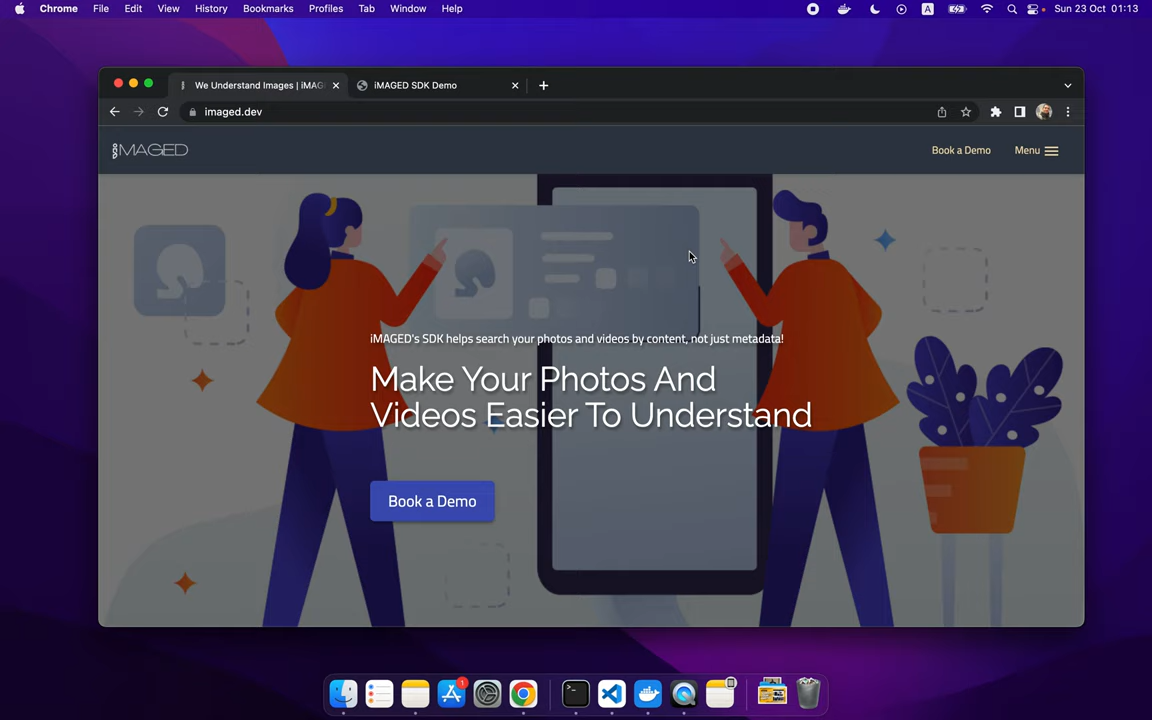 Chrome File Edit View History Bookmarks Profiles Tab Window Help A Sun 23 Oct 01:13
We Understand Images | iMAG iMAGED SDK Demo
imaged.dev
iMAGED Book a Demo Menu
iMAGED's SDK helps search your photos and videos by content, not just metadata!
Make Your Photos And
Videos Easier To Understand
Book a Demo
1